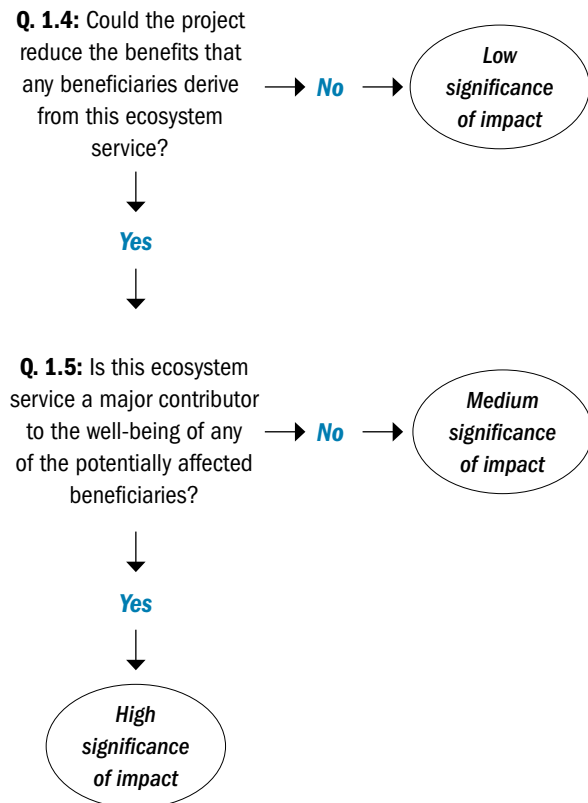 Q. 1.4: Could the project
reduce the benefits that
any beneficiaries derive
from this ecosystem
service?
No
Low
significance
of impact
Yes
Q. 1.5: Is this ecosystem
service a major contributor
to the well-being of any
of the potentially affected
beneficiaries?
No
Medium
significance
of impact
Yes
High
significance
of impact